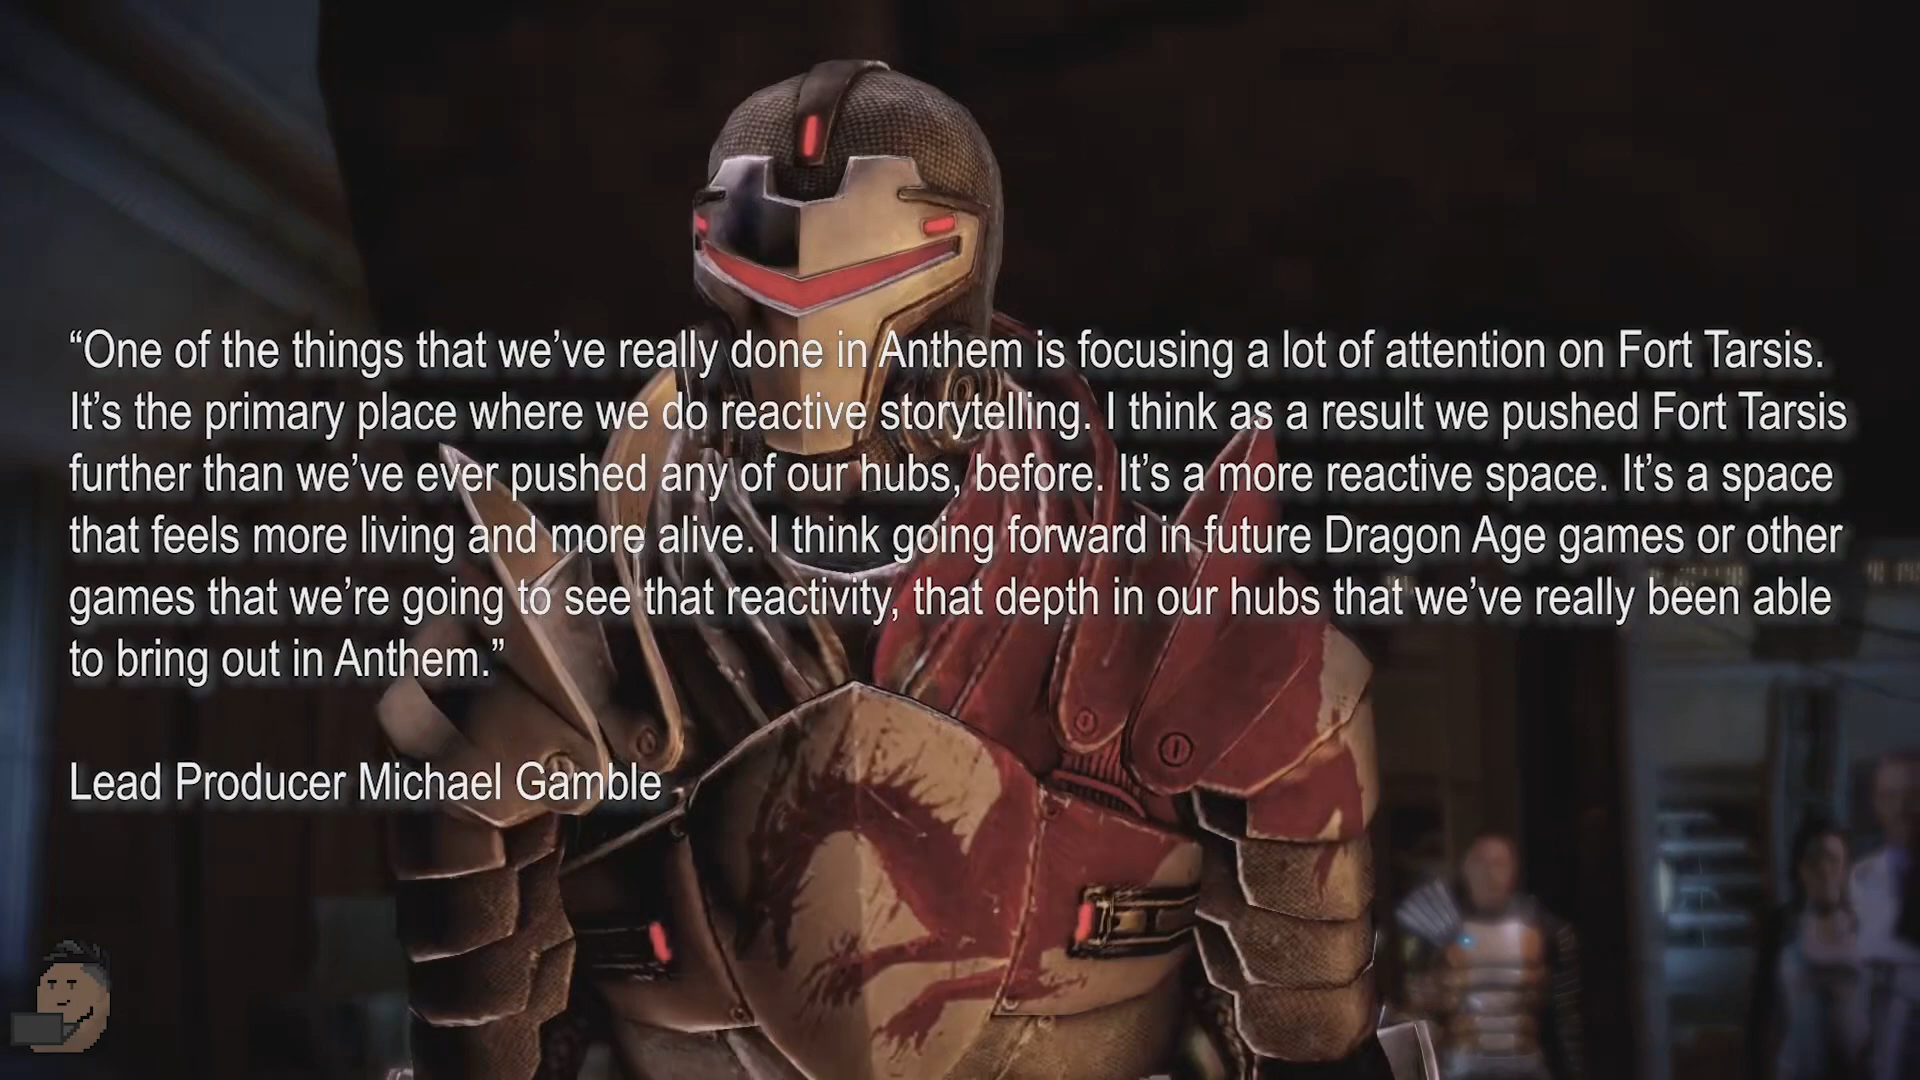 “One of the things that we’ve really done in Anthem is focusing a lot of attention on Fort Tarsis.
It’s the primary place where we do reactive storytelling. I think as a result we pushed Fort Tarsis
further than we’ve ever pushed any of our hubs, before. It’s a more reactive space. It’s a space
that feels more living and more alive. I think going forward in future Dragon Age games or other
games that we’re going to see that reactivity, that depth in our hubs that we’ve really been able
to bring out in Anthem.”
Lead Producer Michael Gamble